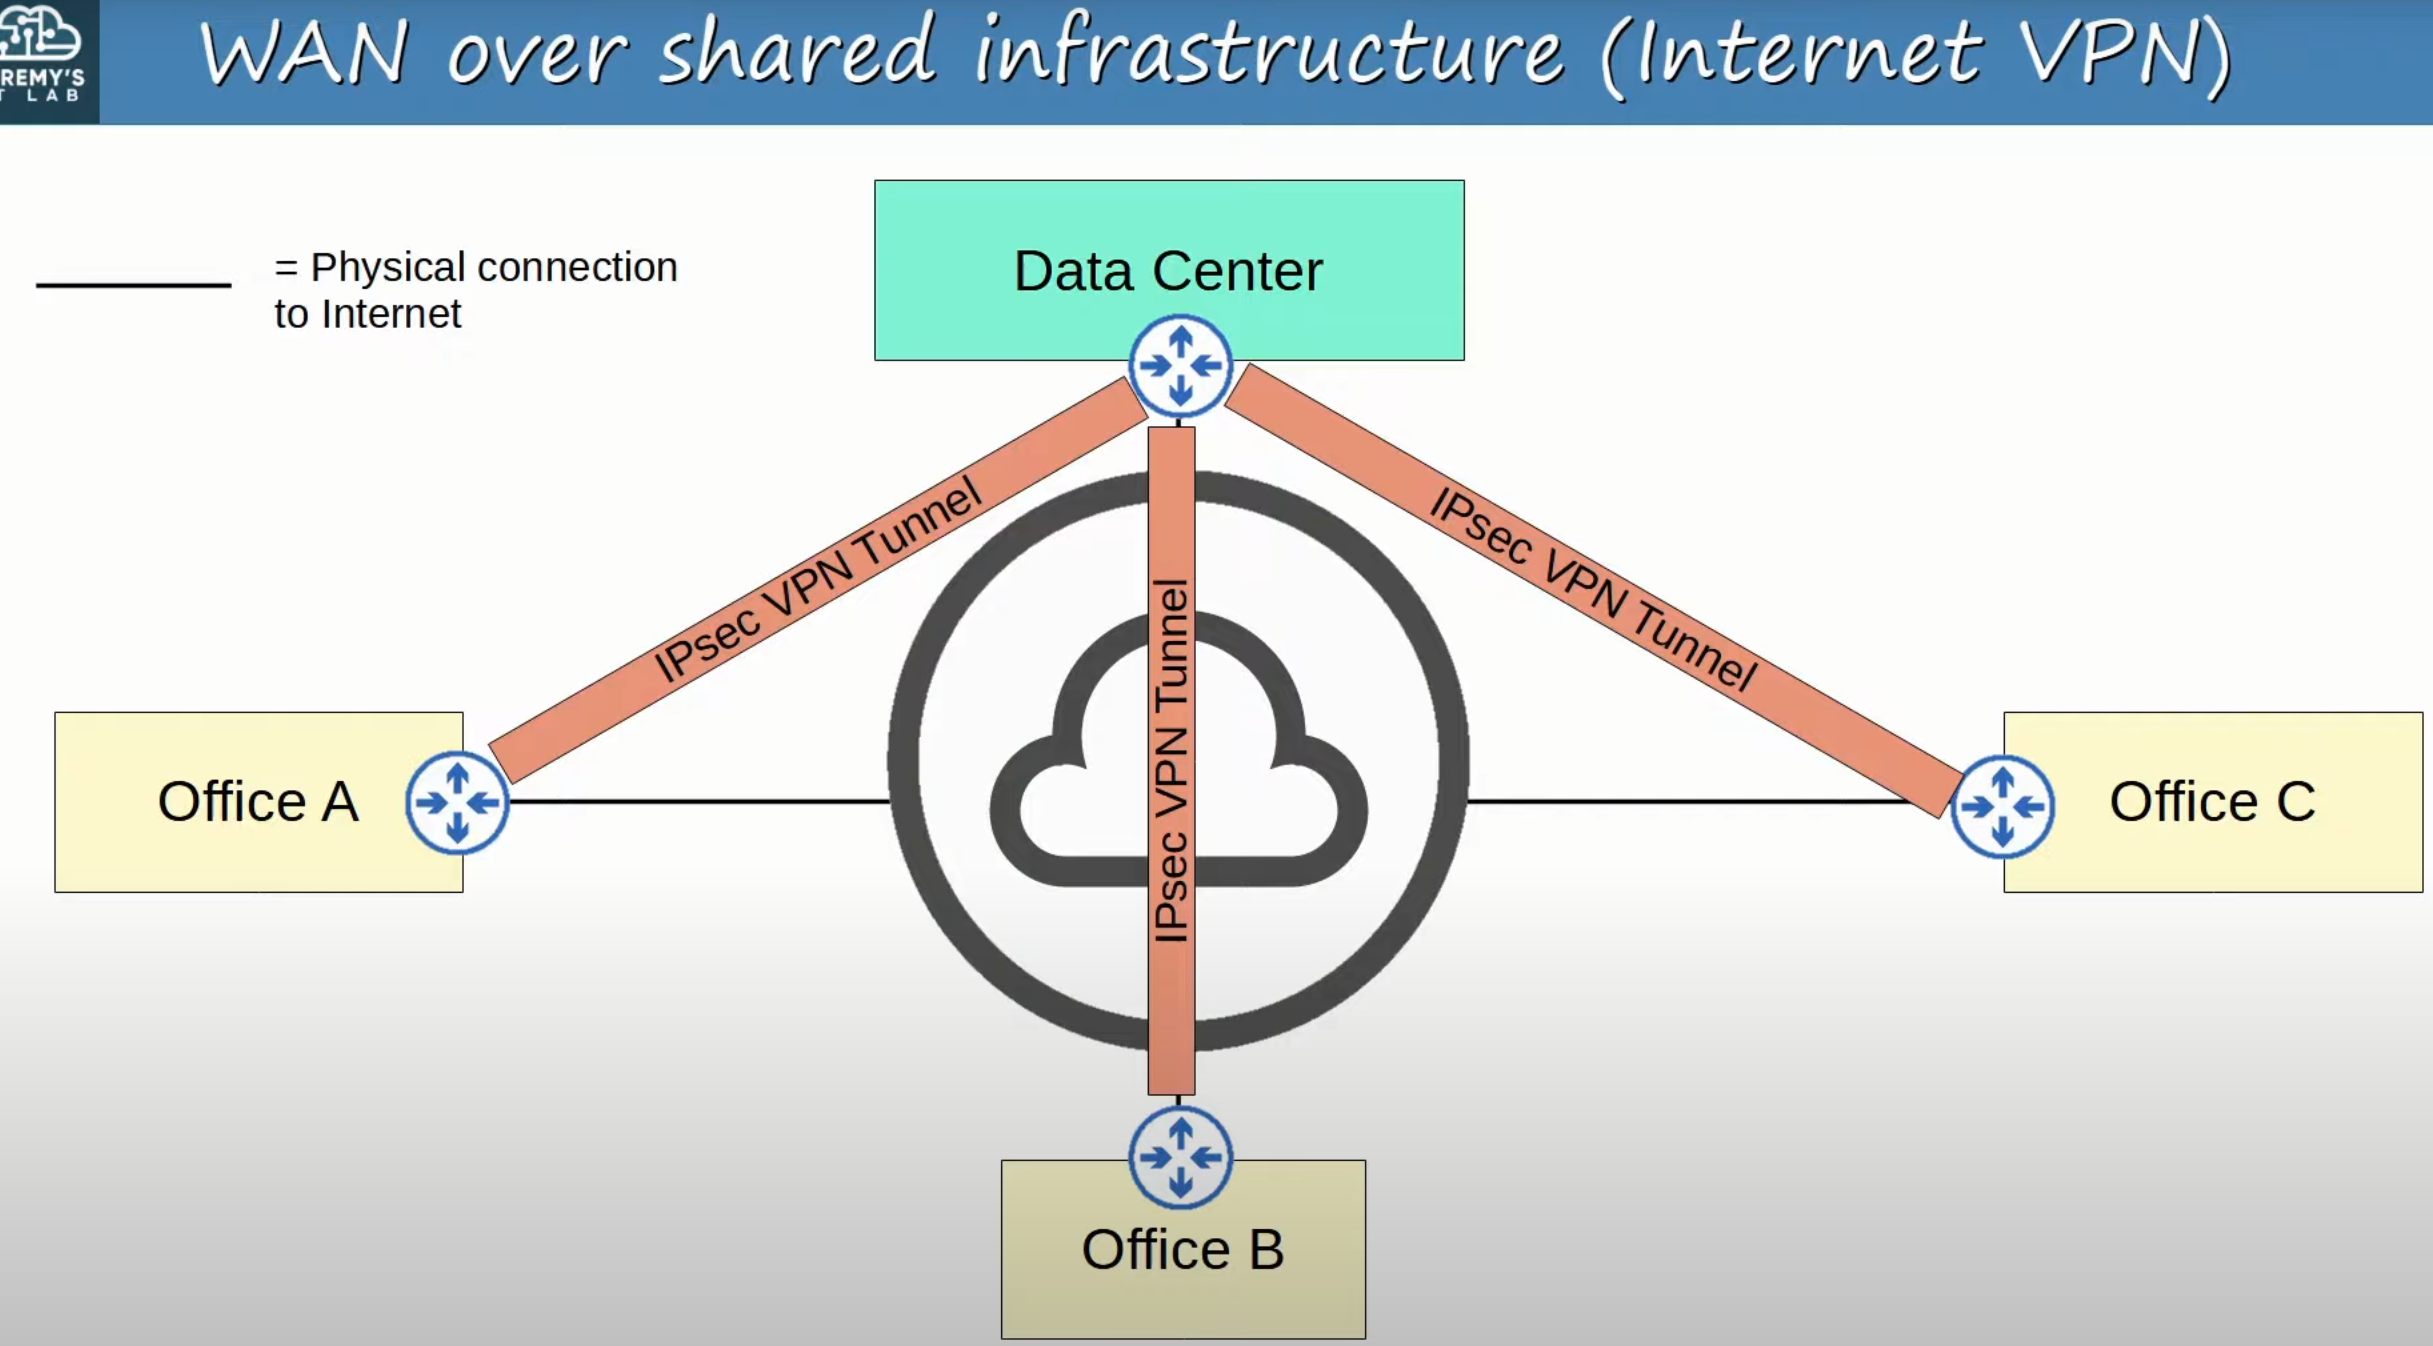 WAN over shared infrastructure (Internet VPN)
REMY'S
T LAB
= Physical connection
to Internet
Data Center
IPsec VPN Tunnel
IPsec VPN Tunnel
IPsec VPN Tunnel
Office A
Office C
Office B